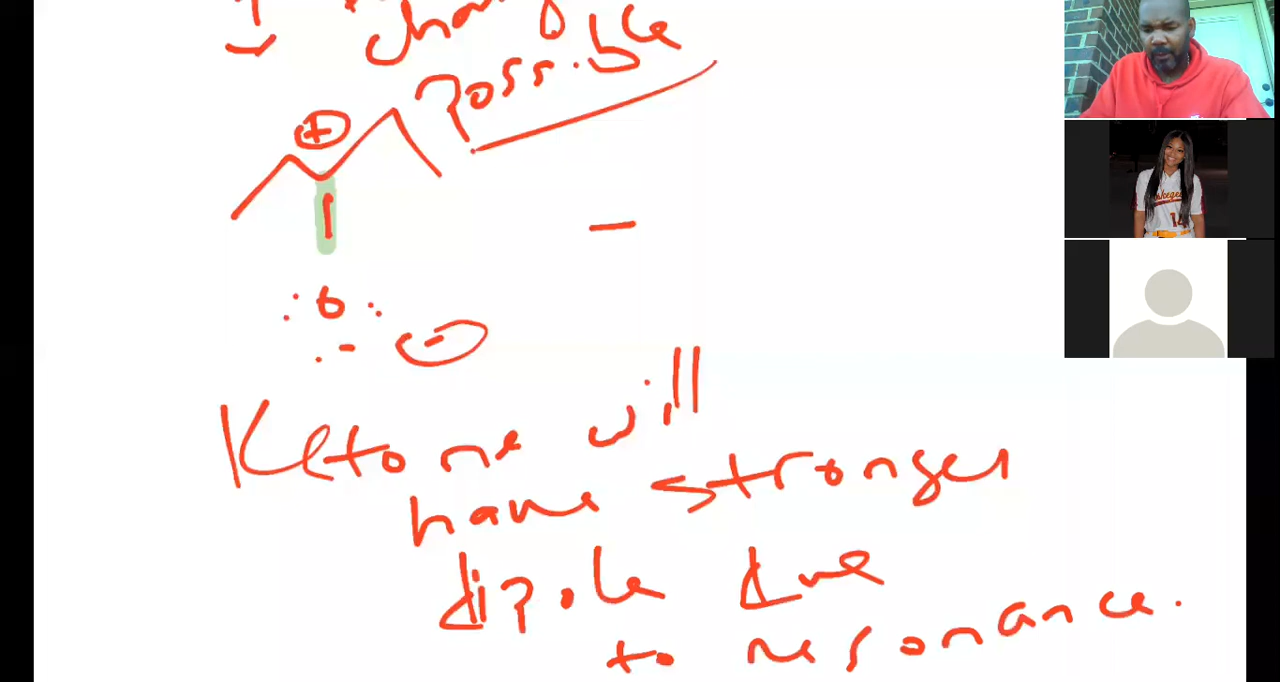 Possible
+
: O :
. - -
Ketone will
have stronger
dipole due
to resonance.